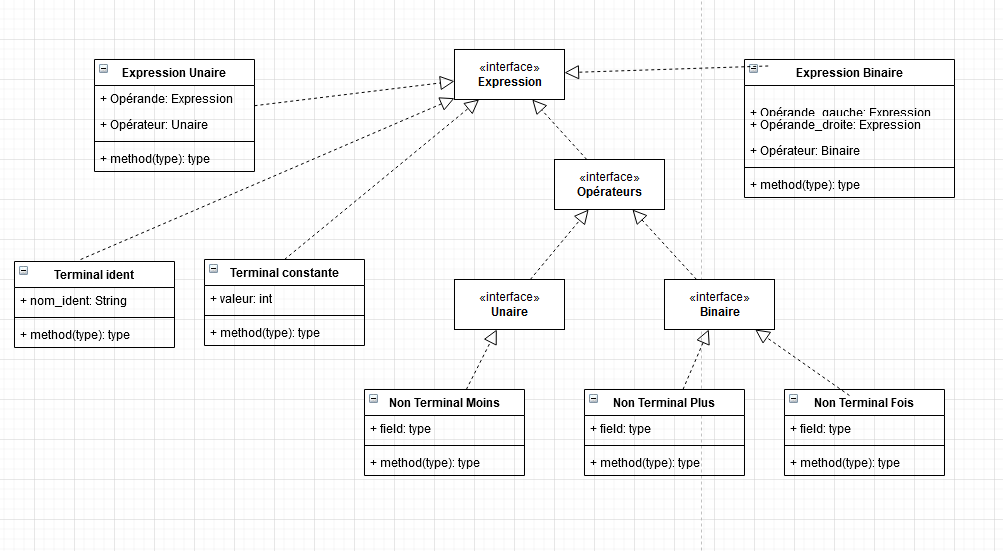 «interface»
Expression
Expression Unaire
+ Opérande: Expression
+ Opérateur: Unaire
+ method(type): type
Expression Binaire
+ Opérande_gauche: Expression
+ Opérande_droite: Expression
+ Opérateur: Binaire
+ method(type): type
«interface»
Opérateurs
Terminal ident
+ nom_ident: String
+ method(type): type
Terminal constante
+ valeur: int
+ method(type): type
«interface»
Unaire
«interface»
Binaire
Non Terminal Moins
+ field: type
+ method(type): type
Non Terminal Plus
+ field: type
+ method(type): type
Non Terminal Fois
+ field: type
+ method(type): type